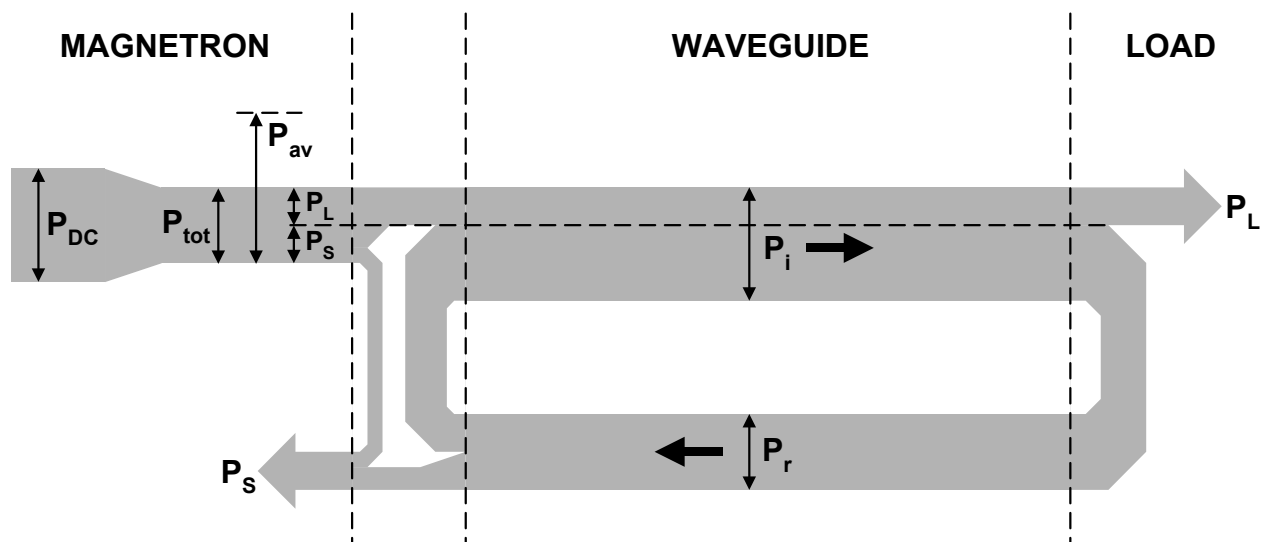 MAGNETRON
WAVEGUIDE
LOAD
P_av
P_DC
P_tot
P_L
P_S
P_i
P_L
P_r
P_S